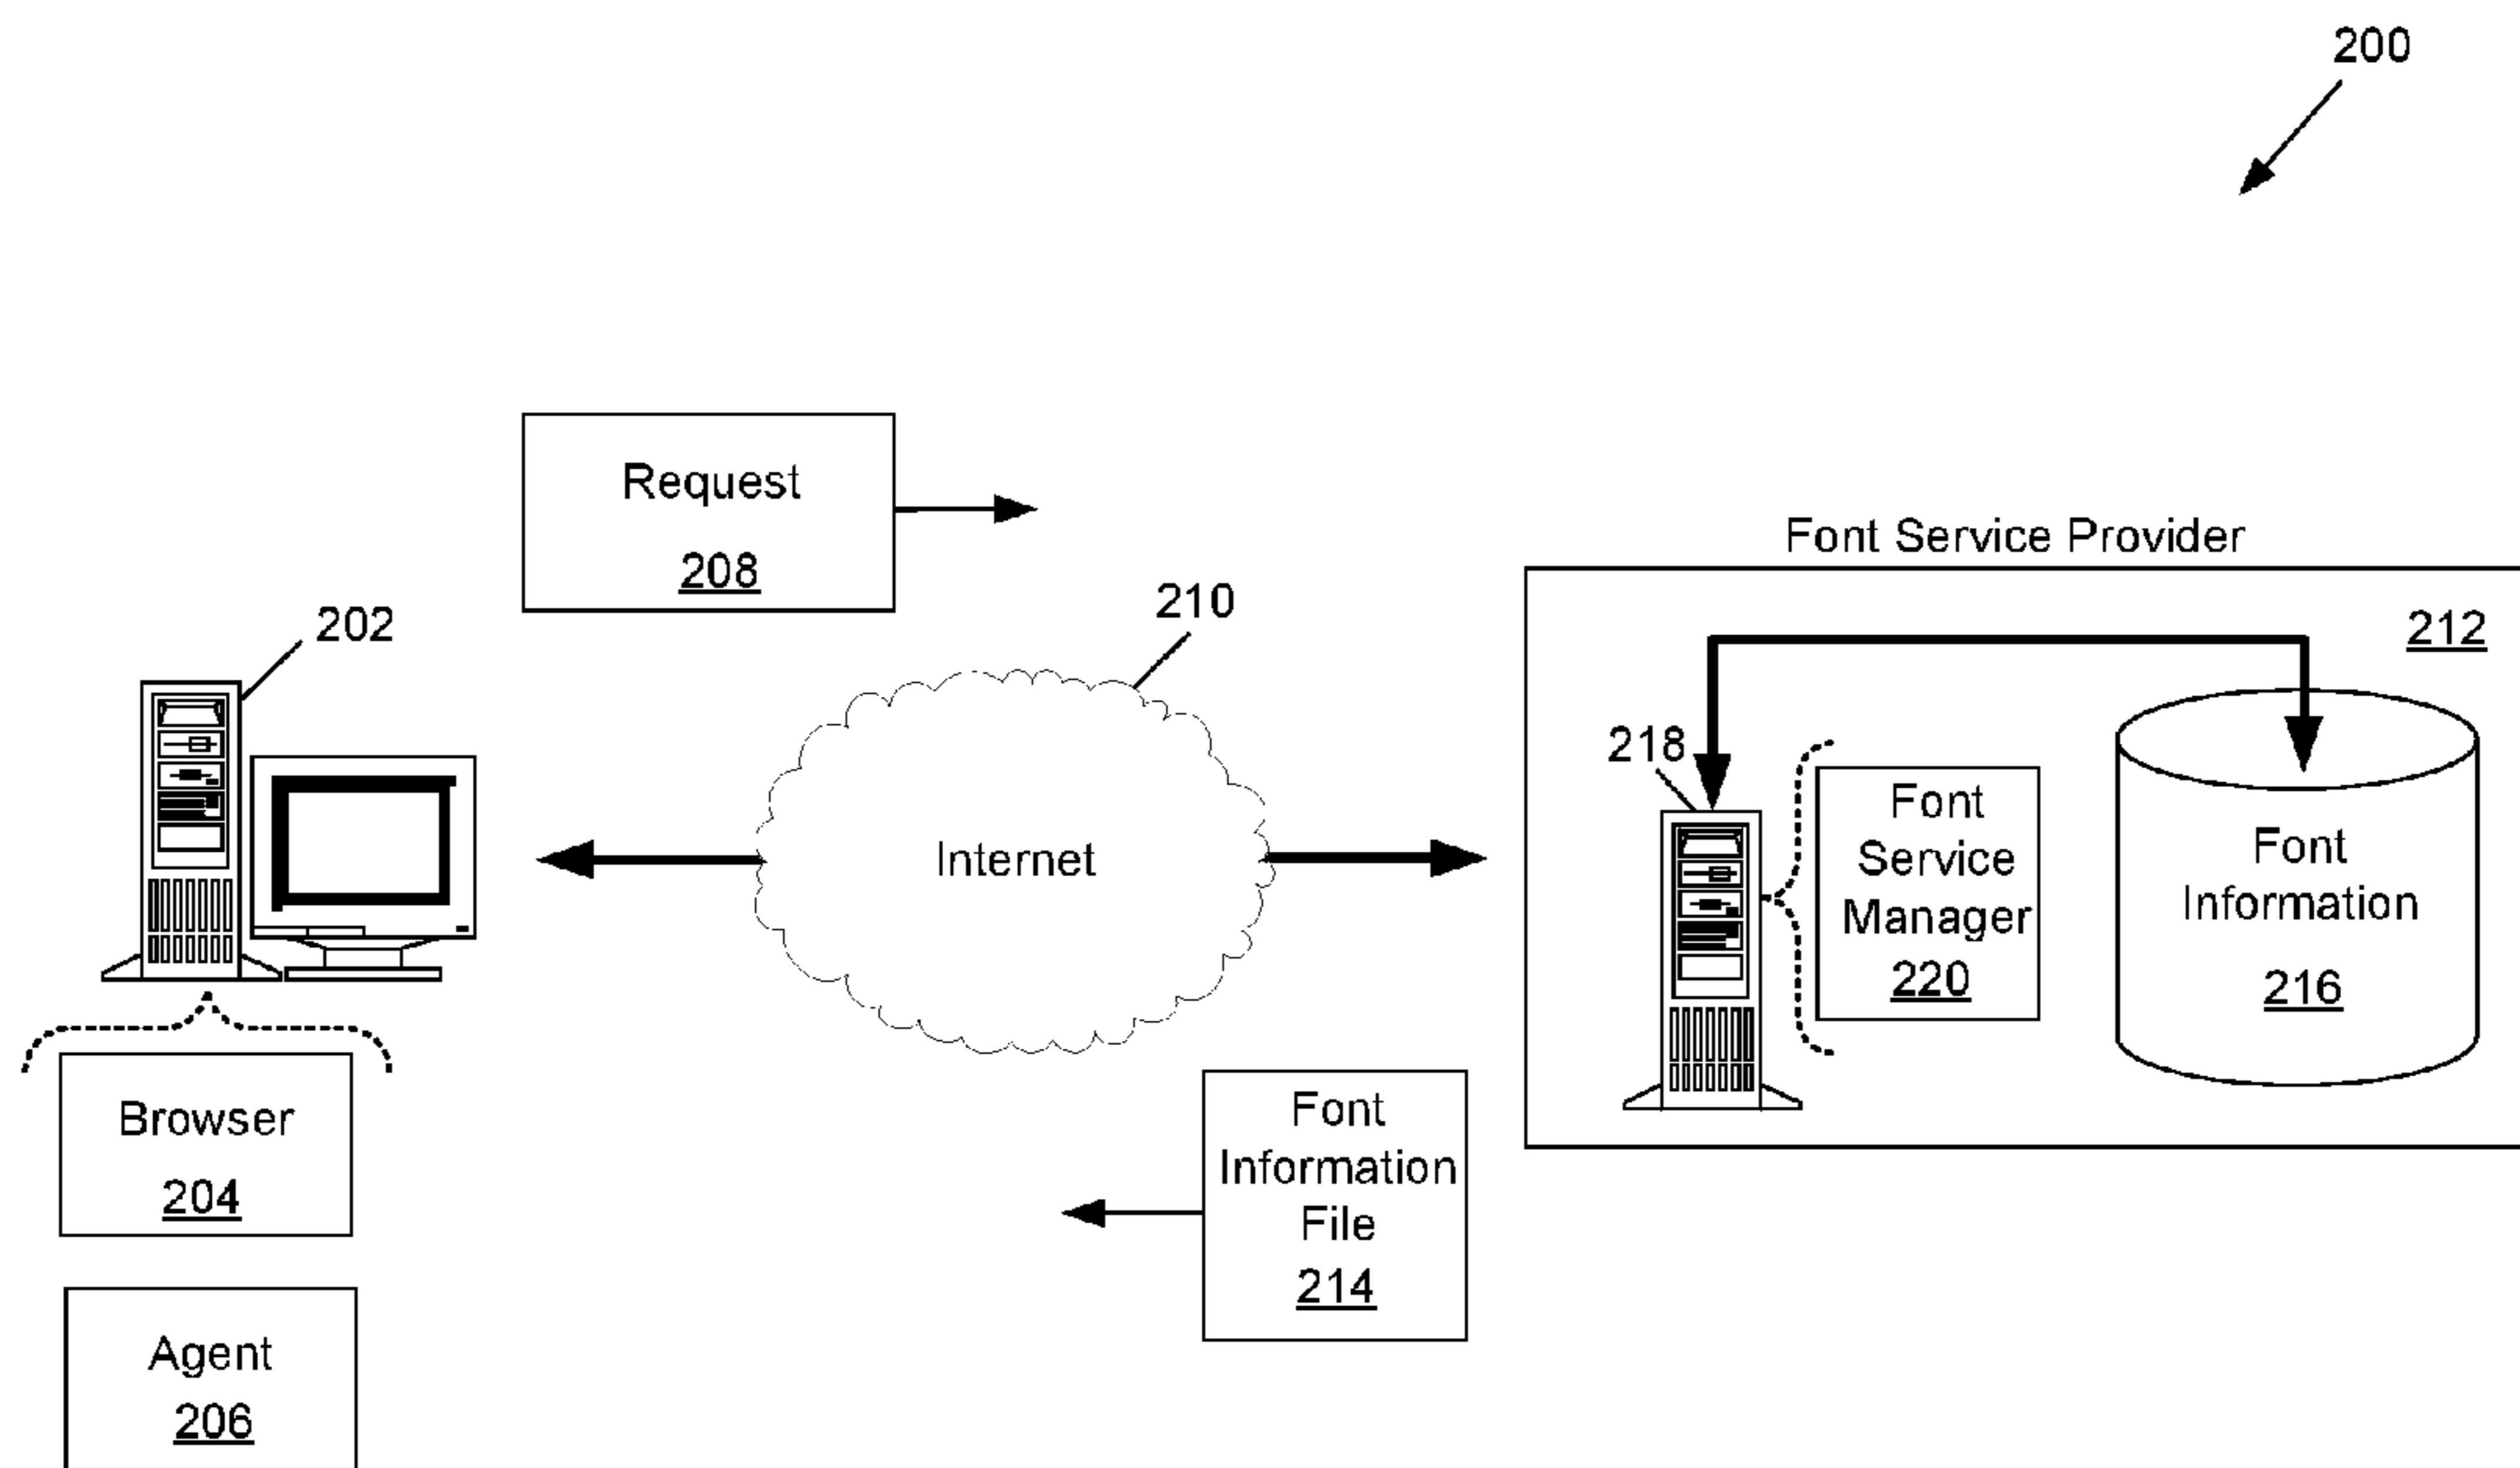 200
Request
208
Font Service Provider
202
210
212
218
Internet
Font
Service
Manager
220
Font
Information
216
Browser
204
Font
Information
File
214
Agent
206